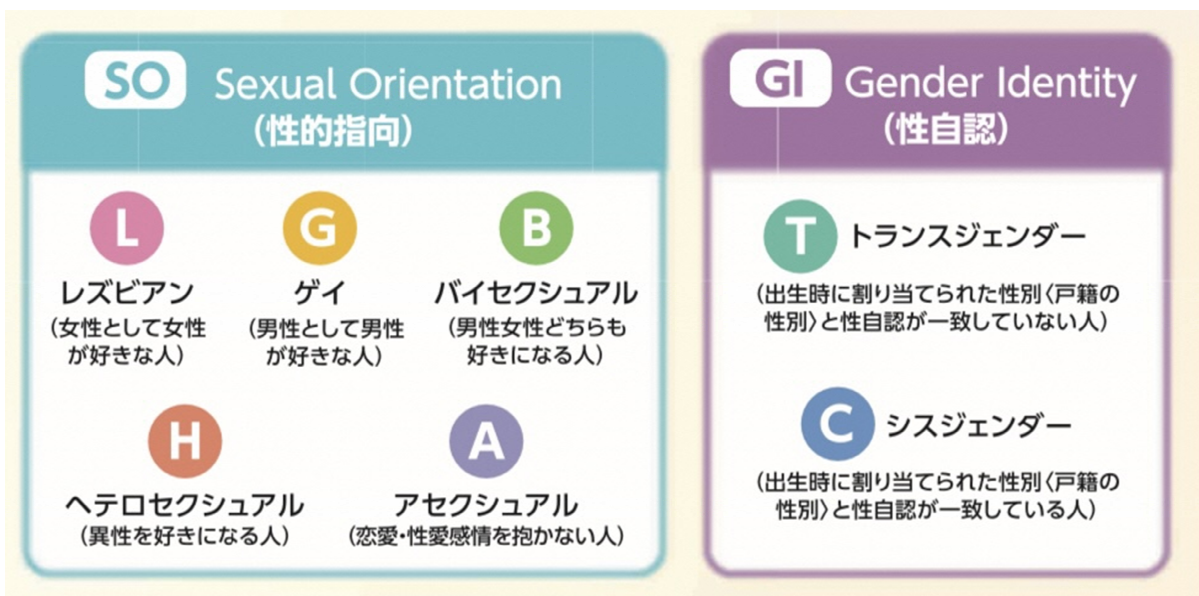 SO Sexual Orientation
（性的指向）
L
レズビアン
（女性として女性
が好きな人）
G
ゲイ
（男性として男性
が好きな人）
B
バイセクシュアル
（男性女性どちらも
好きになる人）
H
ヘテロセクシュアル
（異性を好きになる人）
A
アセクシュアル
（恋愛・性愛感情を抱かない人）
GI Gender Identity
（性自認）
T トランスジェンダー
（出生時に割り当てられた性別〈戸籍の
性別〉と性自認が一致していない人）
C シスジェンダー
（出生時に割り当てられた性別〈戸籍の
性別〉と性自認が一致している人）